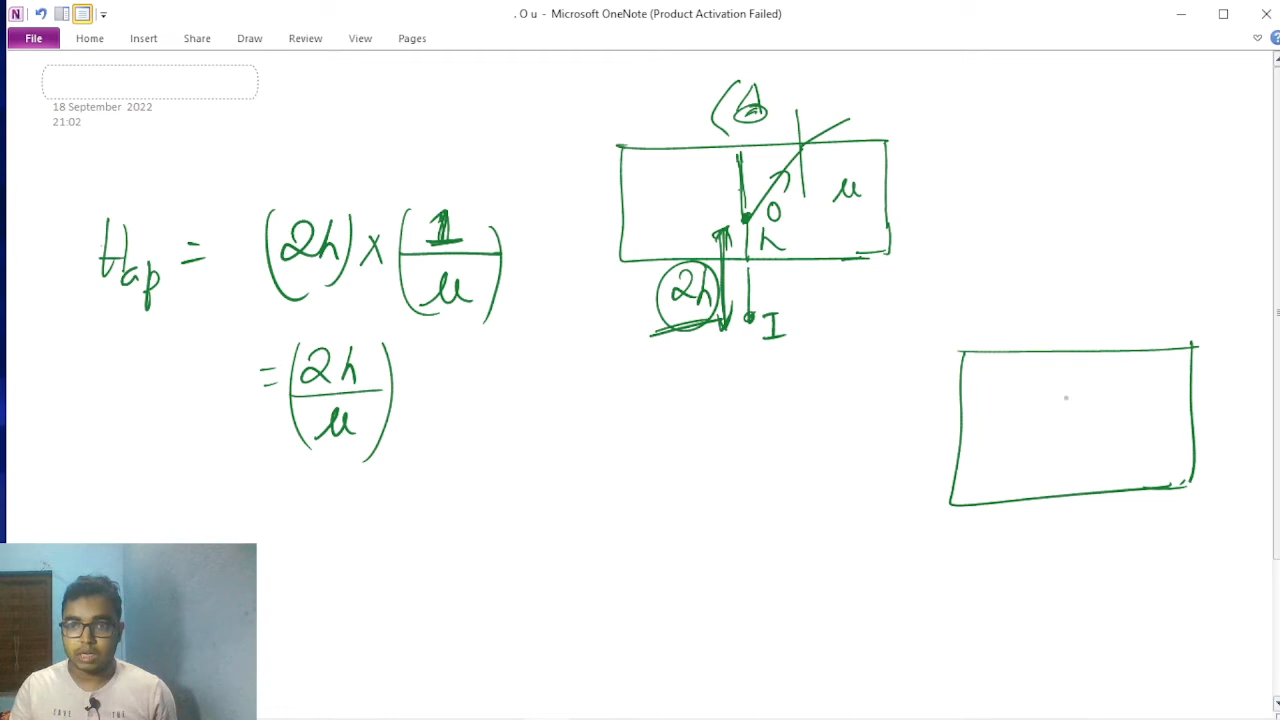 . O u - Microsoft OneNote (Product Activation Failed)
File Home Insert Share Draw Review View Pages
18 September 2022
21:02
μ
O
h
2h
I
H_ap = (2h) × (1/μ)
= (2h/μ)